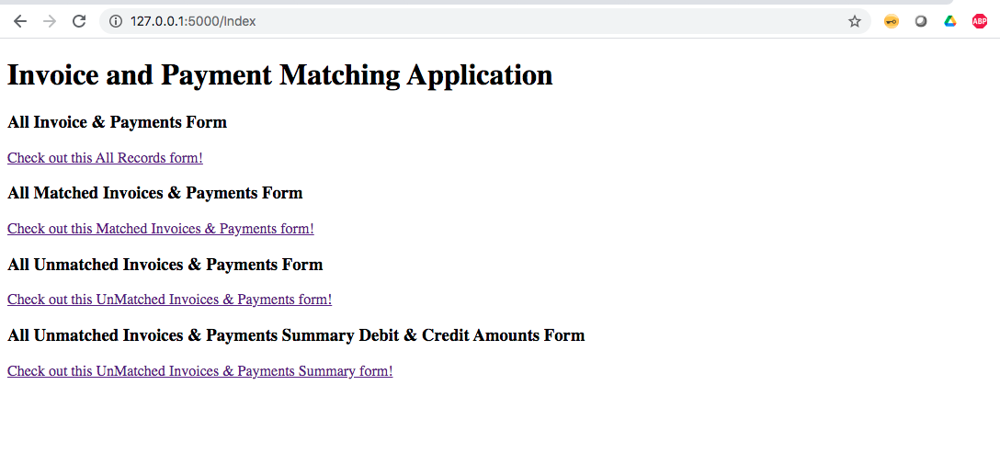 127.0.0.1:5000/Index
ABP
Invoice and Payment Matching Application
All Invoice & Payments Form
Check out this All Records form!
All Matched Invoices & Payments Form
Check out this Matched Invoices & Payments form!
All Unmatched Invoices & Payments Form
Check out this UnMatched Invoices & Payments form!
All Unmatched Invoices & Payments Summary Debit & Credit Amounts Form
Check out this UnMatched Invoices & Payments Summary form!